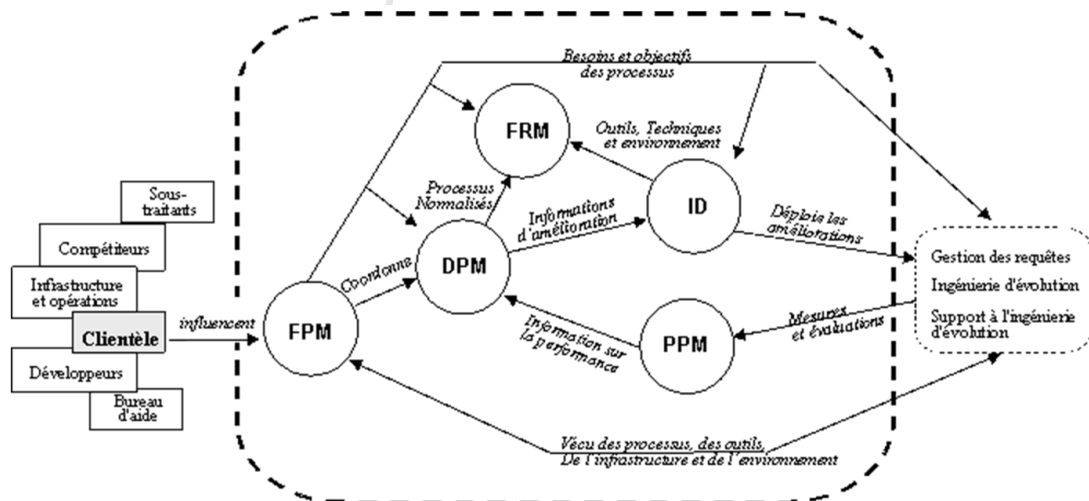 Besoins et objectifs
des processus
FRM
Outils, Techniques
et environnement
Sous-
traitants
Processus
Normalisés
ID
Informations
d'amélioration
Déploie les
améliorations
Compétiteurs
Gestion des requêtes
Infrastructure
et opérations
Coordonne
DPM
Ingénierie d'évolution
Clientèle
influencent
FPM
Information sur
la performance
PPM
Mesures
et évaluations
Support à l'ingénierie
d'évolution
Développeurs
Bureau
d'aide
Vécu des processus, des outils,
De l'infrastructure et de l'environnement